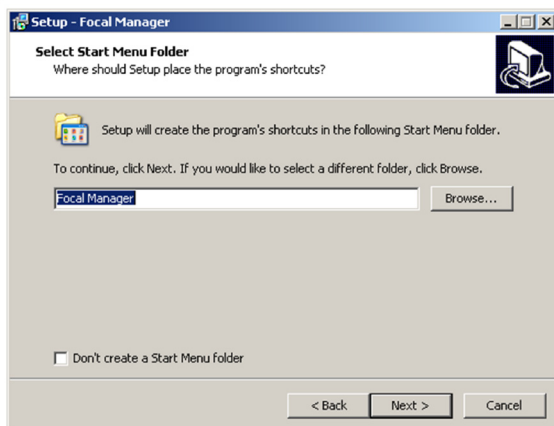 Setup - Focal Manager
Select Start Menu Folder
Where should Setup place the program's shortcuts?
Setup will create the program's shortcuts in the following Start Menu folder.
To continue, click Next. If you would like to select a different folder, click Browse.
Focal Manager
Browse...
Don't create a Start Menu folder
< Back
Next >
Cancel